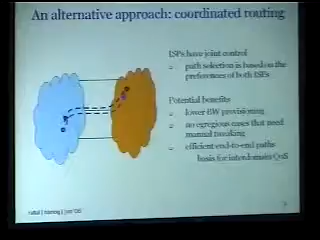 An alternative approach: coordinated routing
ISPs have joint control
path selection is based on the
preferences of both ISPs
Potential benefits
lower BW provisioning
no egregious cases that need
manual tweaking
efficient end-to-end paths
basis for interdomain QoS